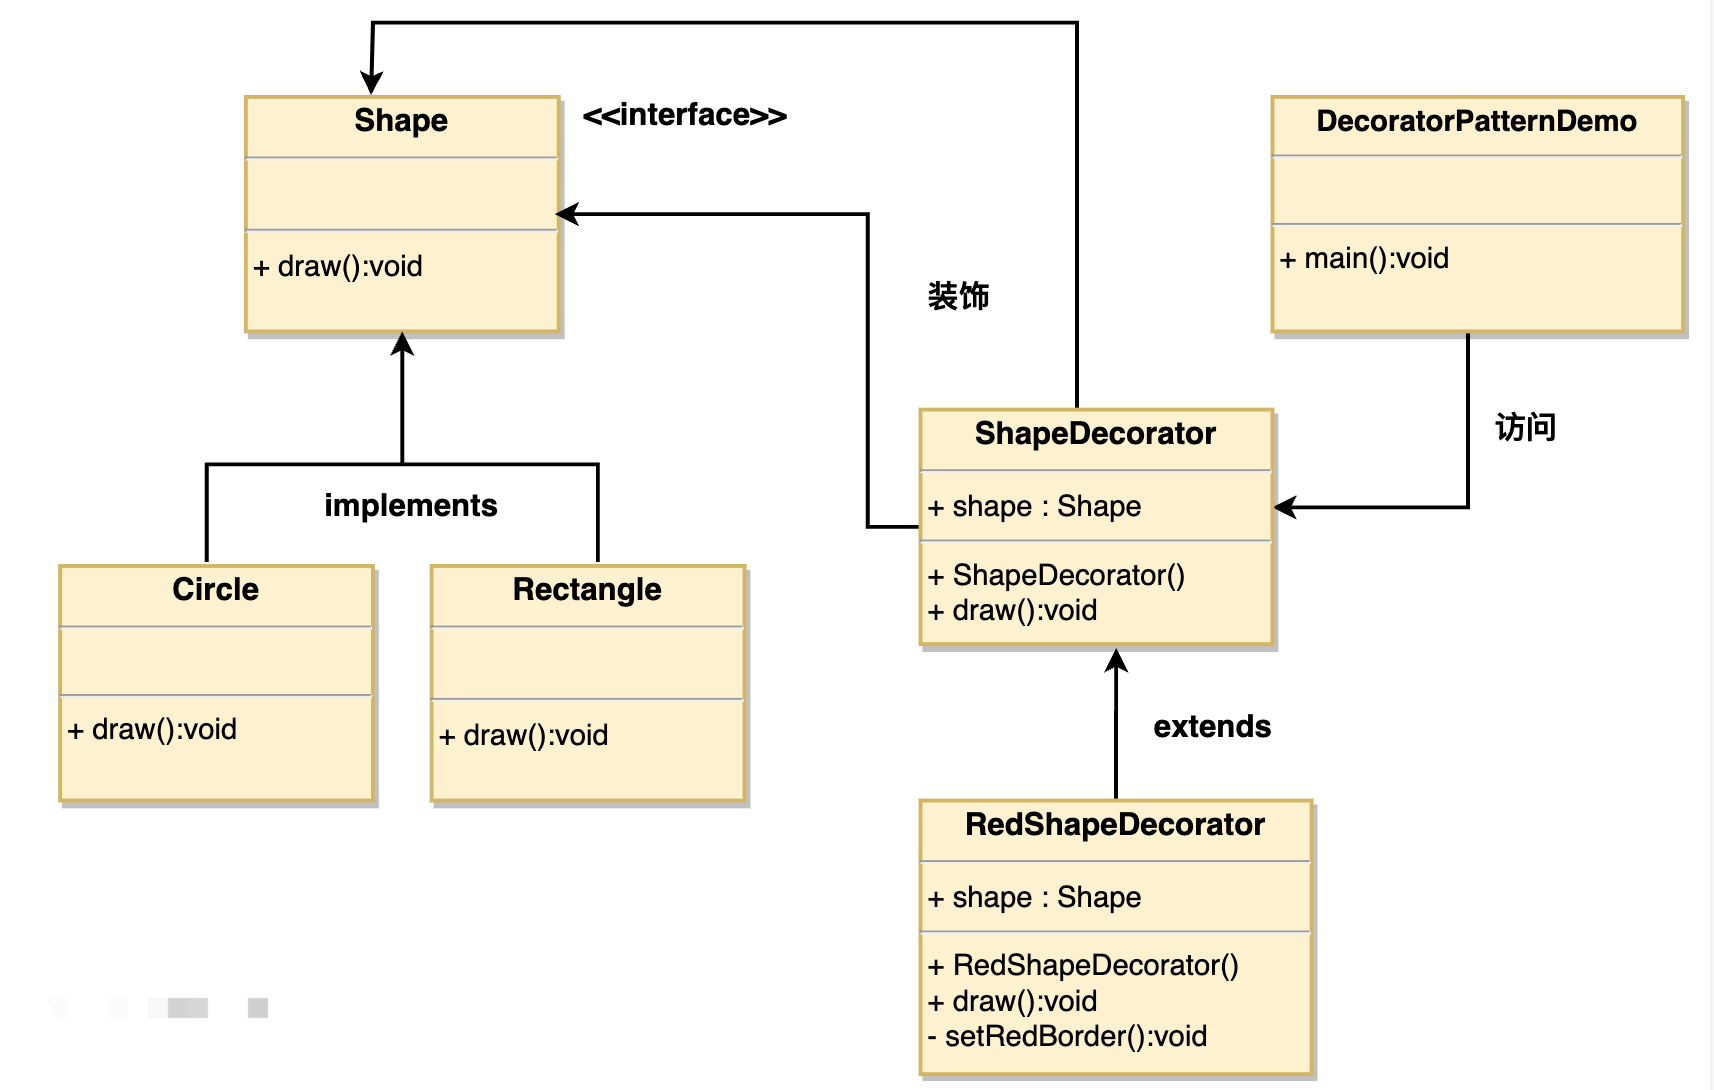 Shape
<<interface>>
+ draw():void
DecoratorPatternDemo
+ main():void
装饰
访问
ShapeDecorator
+ shape : Shape
+ ShapeDecorator()
+ draw():void
implements
Circle
+ draw():void
Rectangle
+ draw():void
extends
RedShapeDecorator
+ shape : Shape
+ RedShapeDecorator()
+ draw():void
- setRedBorder():void